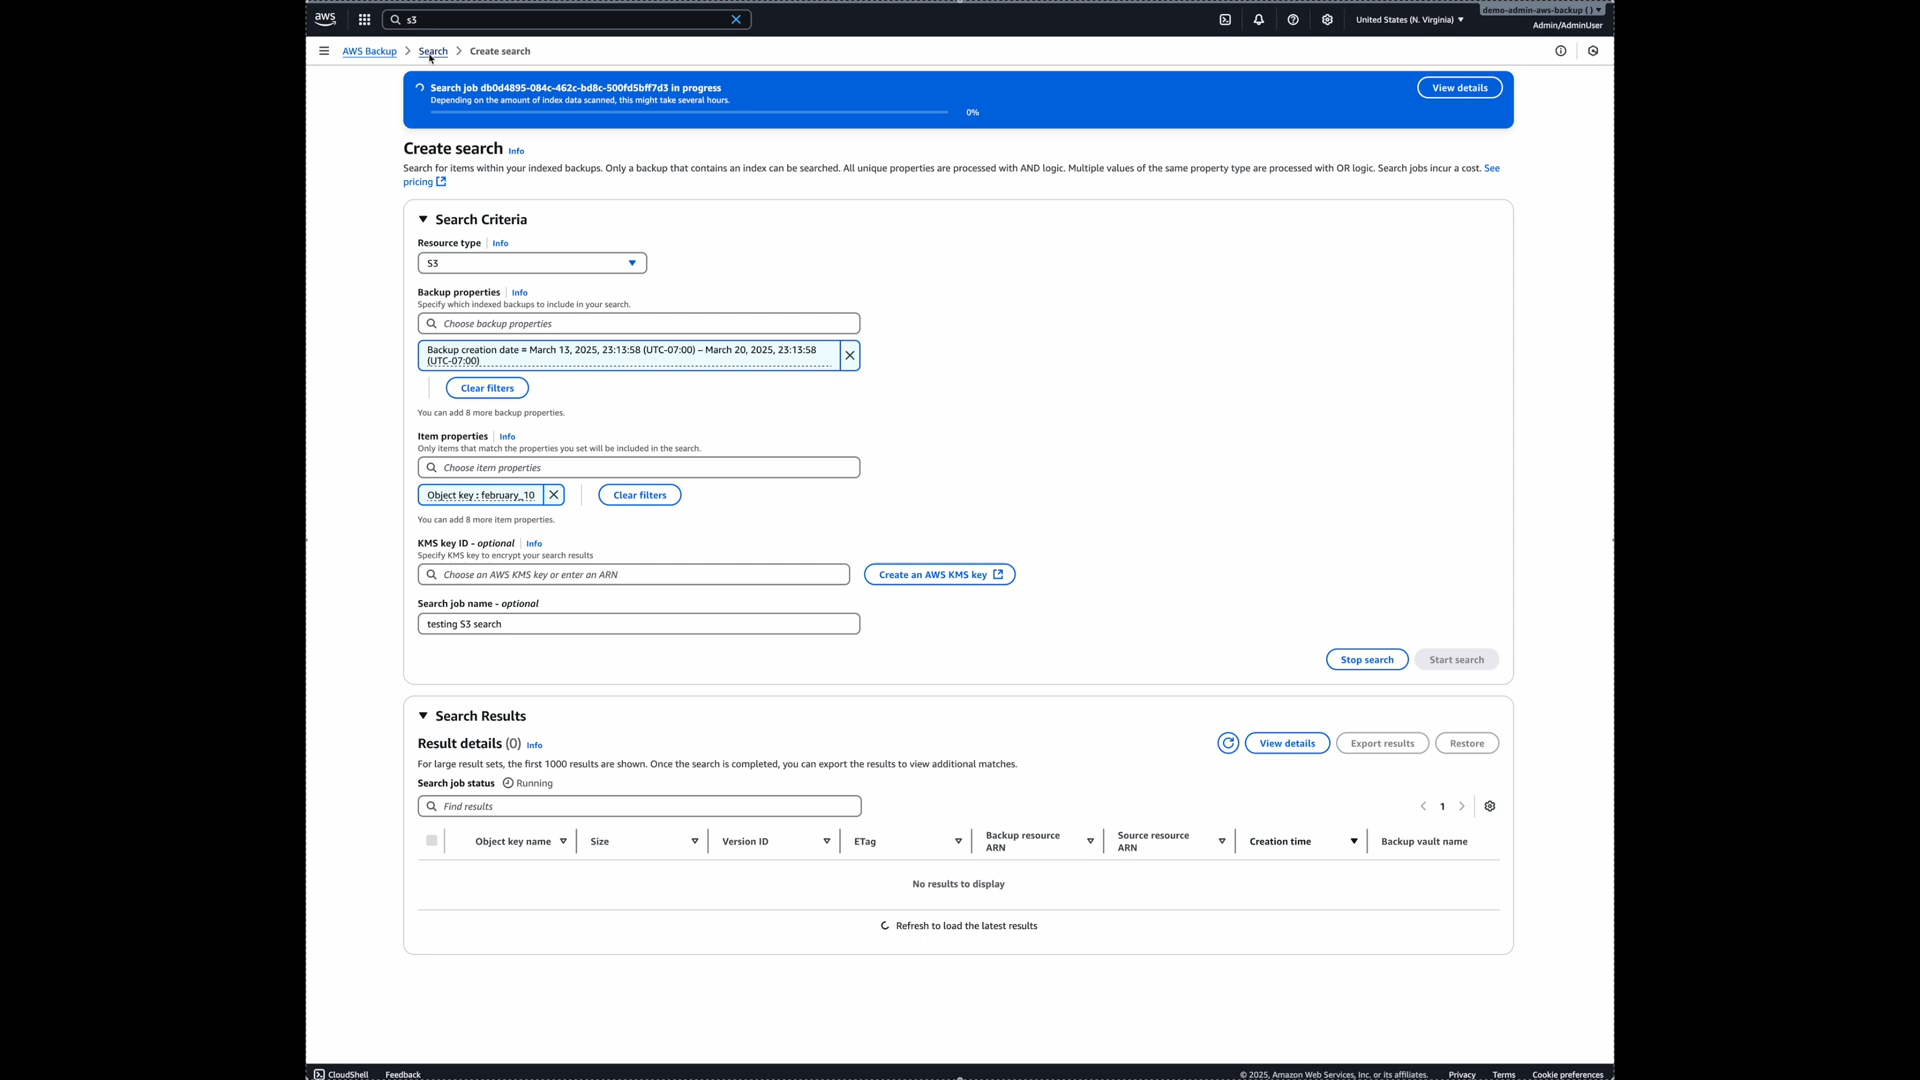 aws
s3
United States (N. Virginia)
demo-admin-aws-backup ( )
Admin/AdminUser
AWS Backup
Search
Create search
Search job db0d4895-084c-462c-bd8c-500fd5bff7d3 in progress
Depending on the amount of index data scanned, this might take several hours.
0%
View details
Create search
Info
Search for items within your indexed backups. Only a backup that contains an index can be searched. All unique properties are processed with AND logic. Multiple values of the same property type are processed with OR logic. Search jobs incur a cost. See
pricing
Search Criteria
Resource type
Info
S3
Backup properties
Info
Specify which indexed backups to include in your search.
Choose backup properties
Backup creation date = March 13, 2025, 23:13:58 (UTC-07:00) – March 20, 2025, 23:13:58
(UTC-07:00)
Clear filters
You can add 8 more backup properties.
Item properties
Info
Only items that match the properties you set will be included in the search.
Choose item properties
Object key : february_10
Clear filters
You can add 8 more item properties.
KMS key ID - optional
Info
Specify KMS key to encrypt your search results
Choose an AWS KMS key or enter an ARN
Create an AWS KMS key
Search job name - optional
testing S3 search
Stop search
Start search
Search Results
Result details (0)
Info
View details
Export results
Restore
For large result sets, the first 1000 results are shown. Once the search is completed, you can export the results to view additional matches.
Search job status
Running
Find results
1
Object key name
Size
Version ID
ETag
Backup resource
ARN
Source resource
ARN
Creation time
Backup vault name
No results to display
Refresh to load the latest results
CloudShell
Feedback
© 2025, Amazon Web Services, Inc. or its affiliates.
Privacy
Terms
Cookie preferences